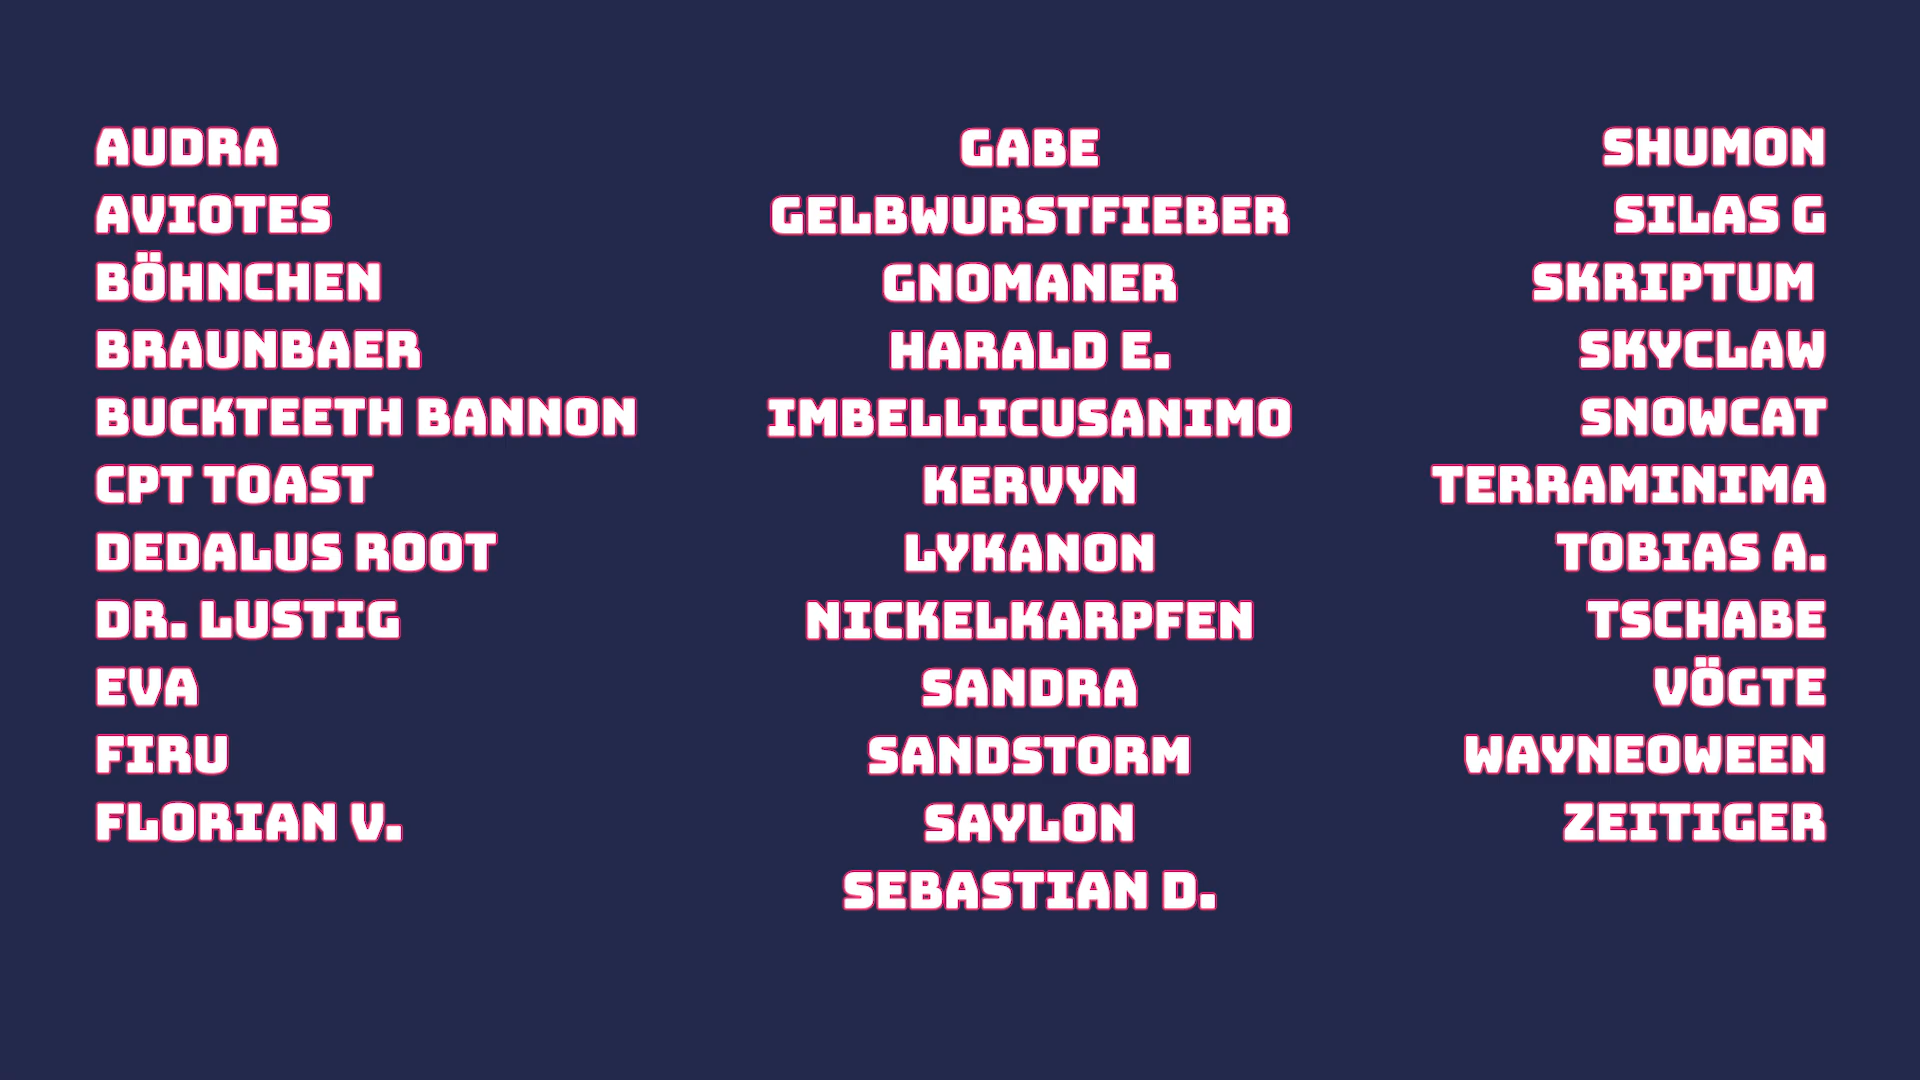 AUDRA
AVIOTES
BÖHNCHEN
BRAUNBAER
BUCKTEETH BANNON
CPT TOAST
DEDALUS ROOT
DR. LUSTIG
EVA
FIRU
FLORIAN V.
GABE
GELBWURSTFIEBER
GNOMANER
HARALD E.
IMBELLICUSANIMO
KERVYN
LYKANON
NICKELKARPFEN
SANDRA
SANDSTORM
SAYLON
SEBASTIAN D.
SHUMON
SILAS G
SKRIPTUM
SKYCLAW
SNOWCAT
TERRAMINIMA
TOBIAS A.
TSCHABE
VÖGTE
WAYNEOWEEN
ZEITIGER